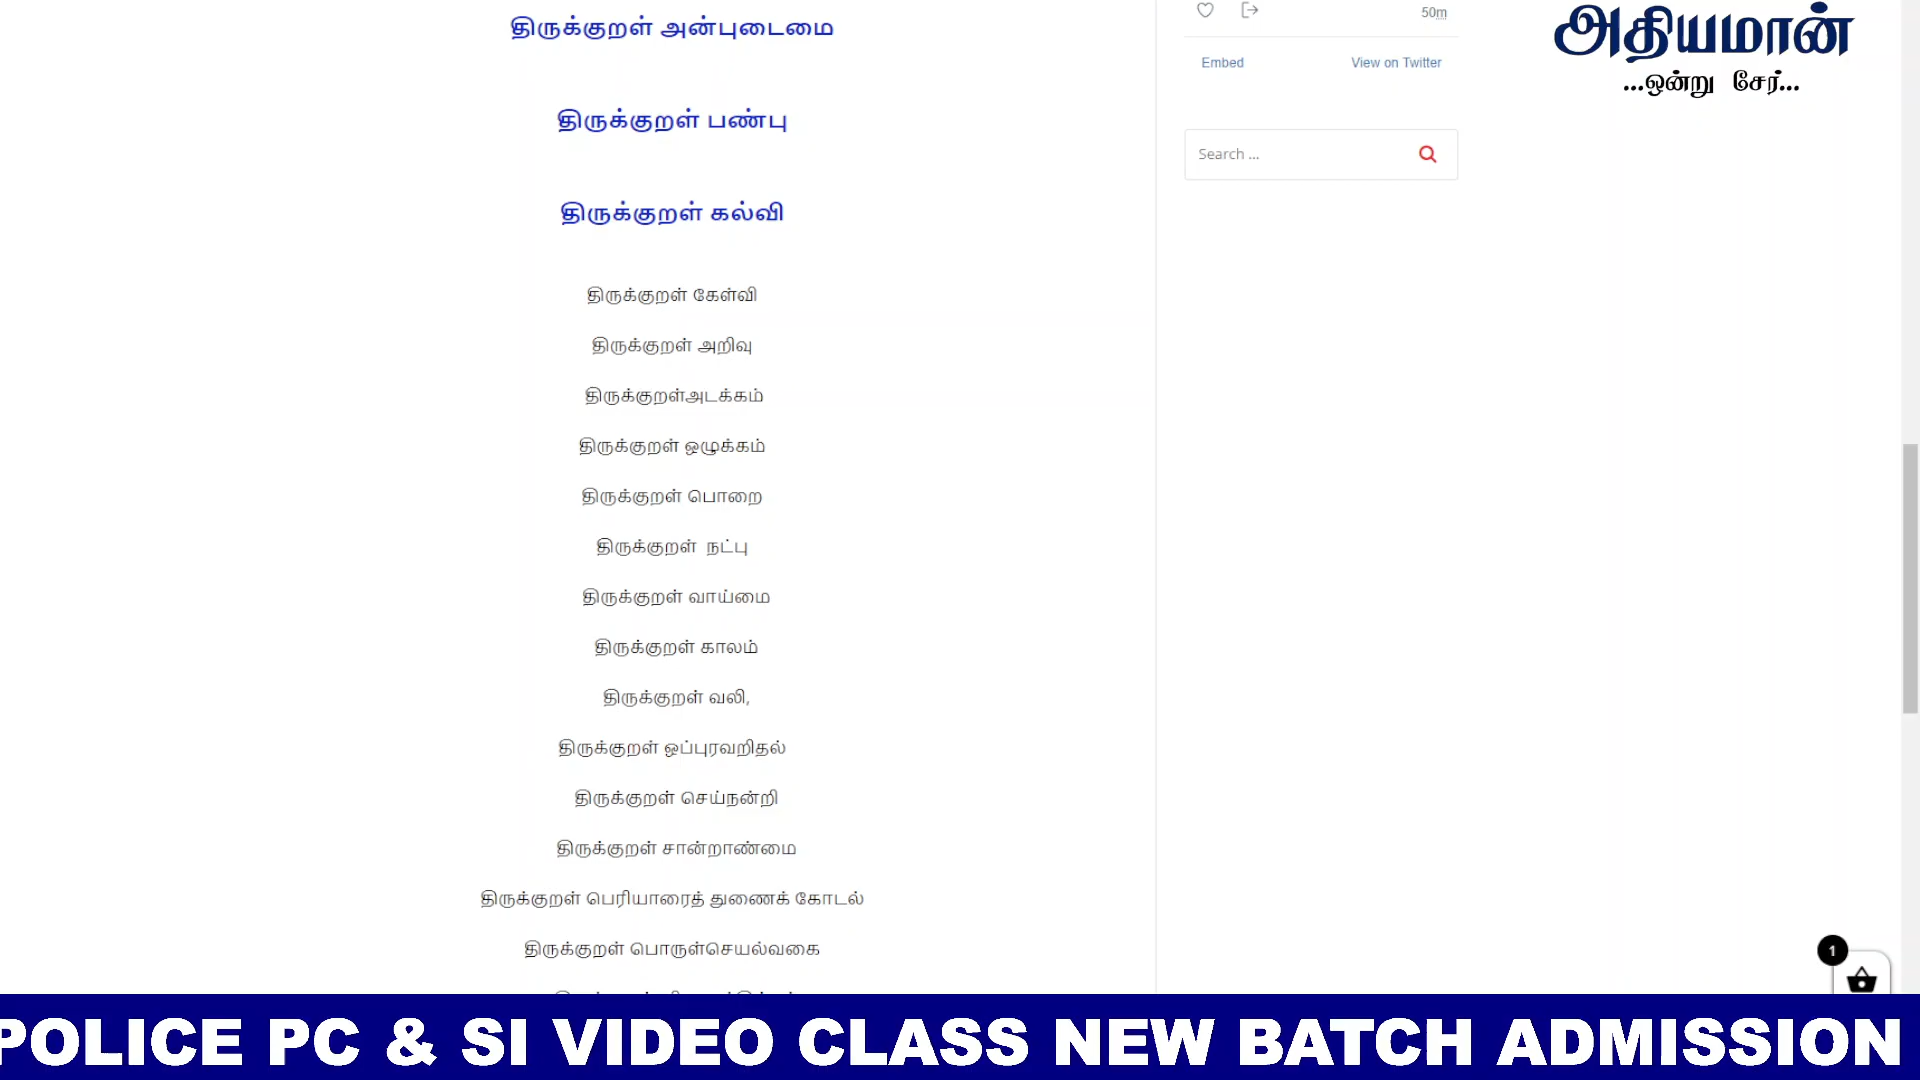 திருக்குறள் அன்புடைமை
திருக்குறள் பண்பு
திருக்குறள் கல்வி
திருக்குறள் கேள்வி
திருக்குறள் அறிவு
திருக்குறள்அடக்கம்
திருக்குறள் ஒழுக்கம்
திருக்குறள் பொறை
திருக்குறள் நட்பு
திருக்குறள் வாய்மை
திருக்குறள் காலம்
திருக்குறள் வலி,
திருக்குறள் ஒப்புரவறிதல்
திருக்குறள் செய்நன்றி
திருக்குறள் சான்றாண்மை
திருக்குறள் பெரியாரைத் துணைக் கோடல்
திருக்குறள் பொருள்செயல்வகை
50m
Embed View on Twitter
Search ...
அதியமான்
...ஒன்று சேர்...
1
POLICE PC & SI VIDEO CLASS NEW BATCH ADMISSION